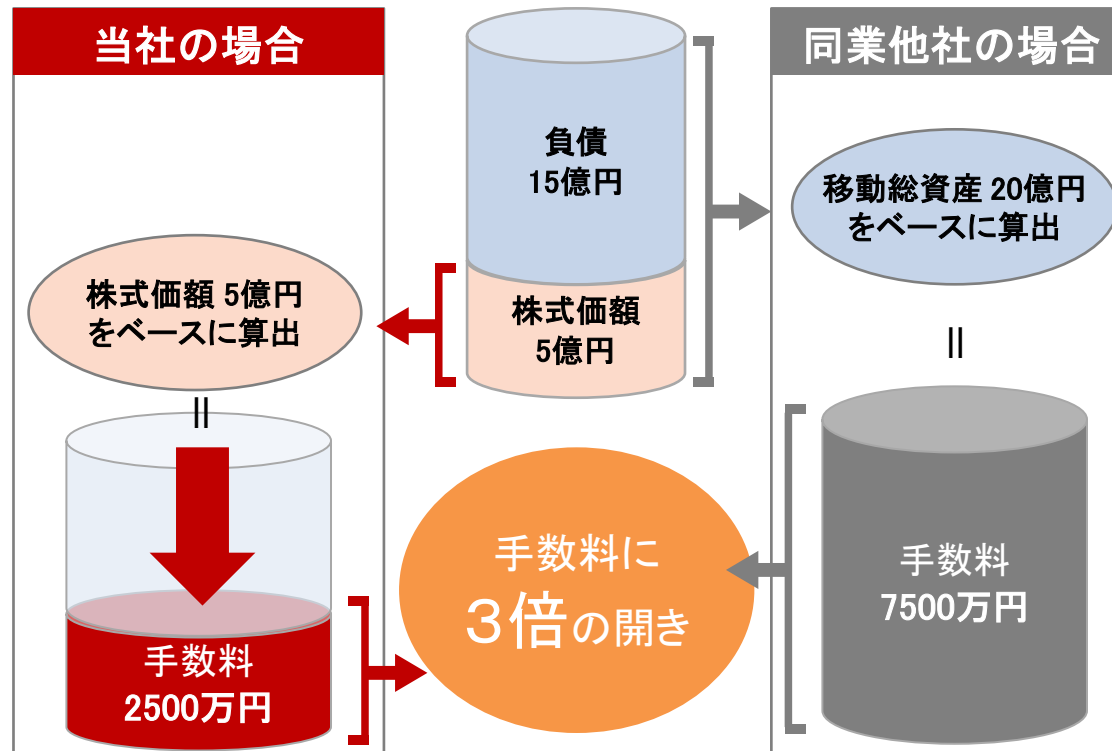 当社の場合
株式価額 5億円
をベースに算出
||
手数料
2500万円
負債
15億円
株式価額
5億円
手数料に
3倍の開き
同業他社の場合
移動総資産 20億円
をベースに算出
||
手数料
7500万円